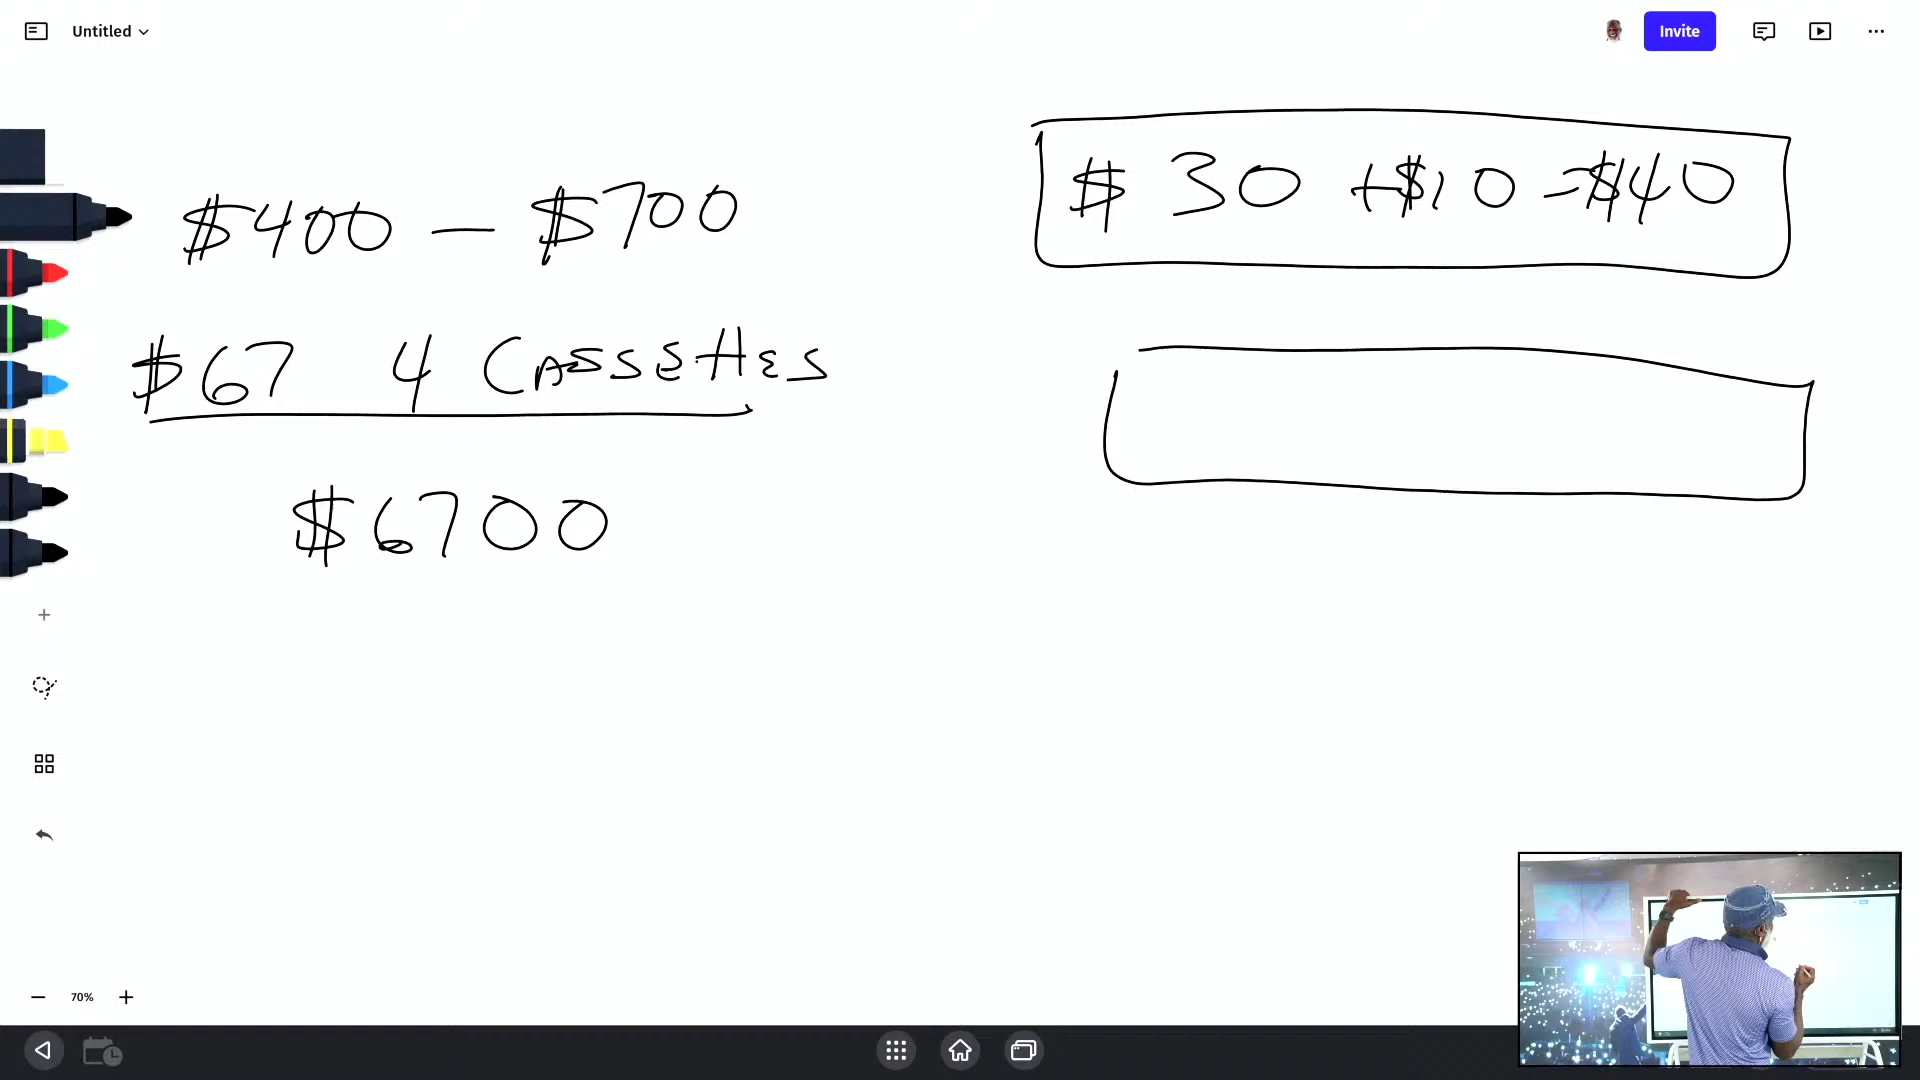 Untitled
Invite
$400 — $700
$67 4 CASSETTES
$6700
$ 30 +$10 =$40
70%